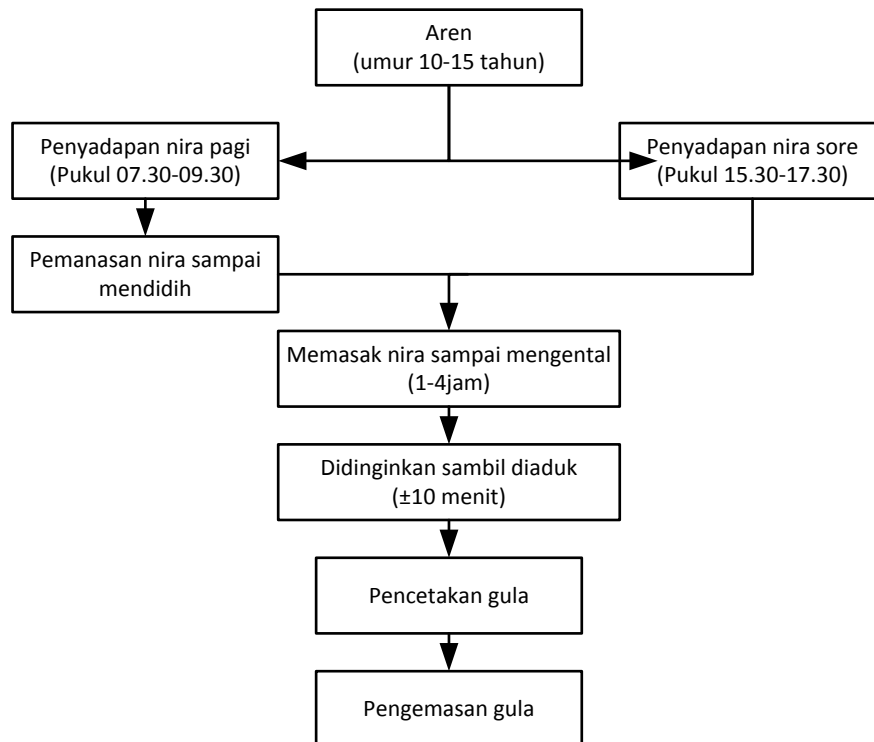 Aren
(umur 10-15 tahun)
Penyadapan nira pagi
(Pukul 07.30-09.30)
Penyadapan nira sore
(Pukul 15.30-17.30)
Pemanasan nira sampai
mendidih
Memasak nira sampai mengental
(1-4jam)
Didinginkan sambil diaduk
(±10 menit)
Pencetakan gula
Pengemasan gula